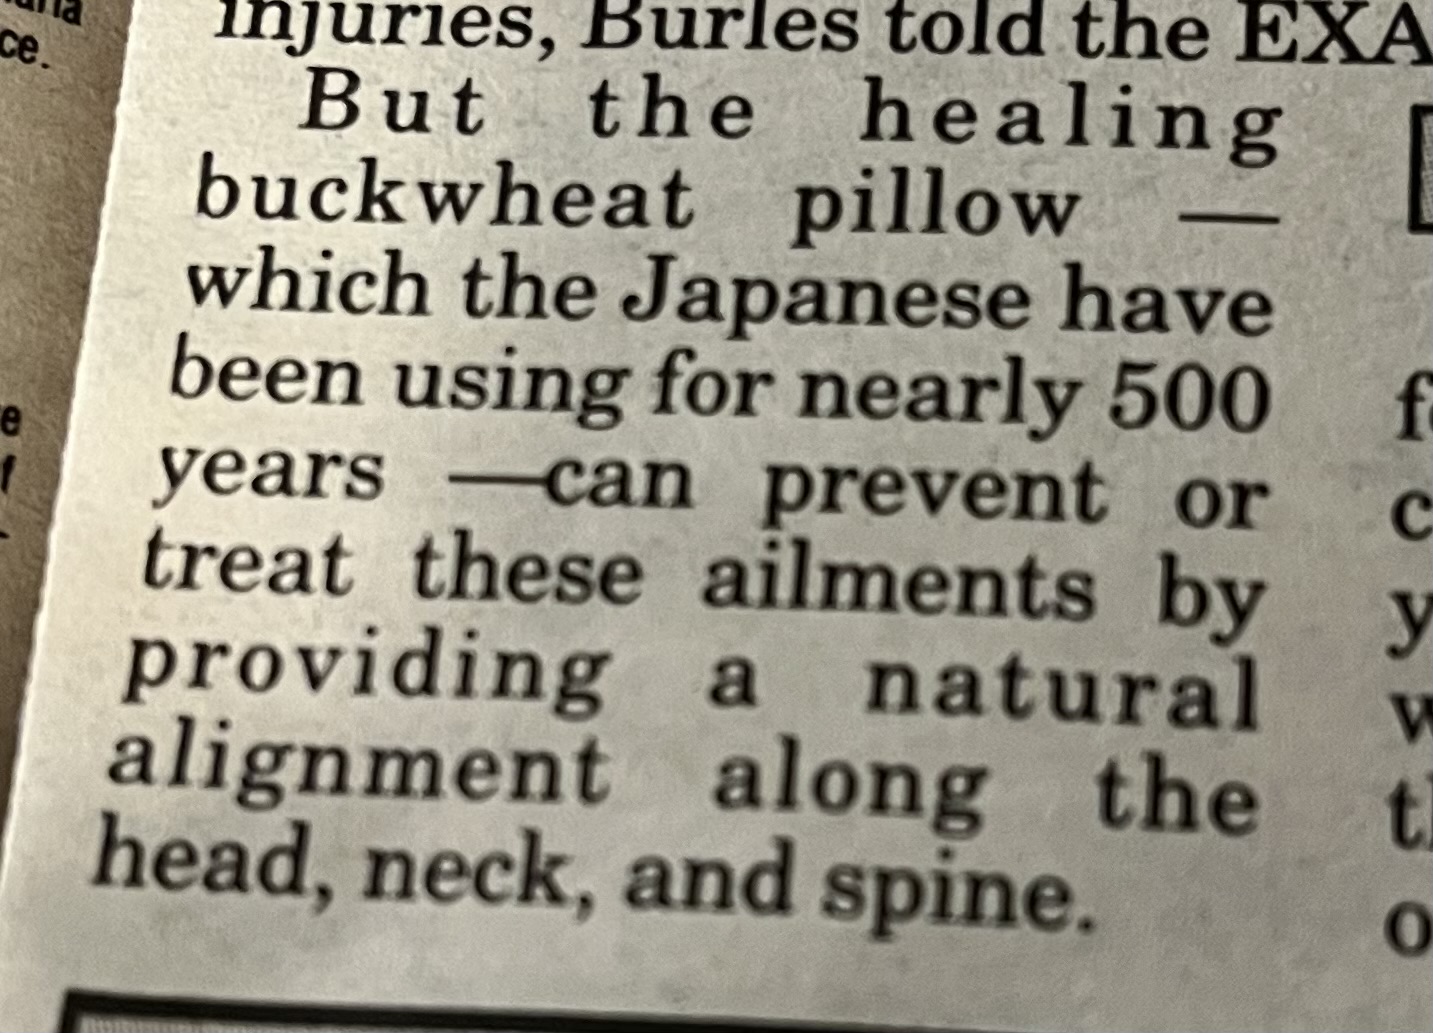 ce.
injuries, Burles told the EXA
But the healing
buckwheat pillow —
which the Japanese have
been using for nearly 500
years —can prevent or
treat these ailments by
providing a natural
alignment along the
head, neck, and spine.